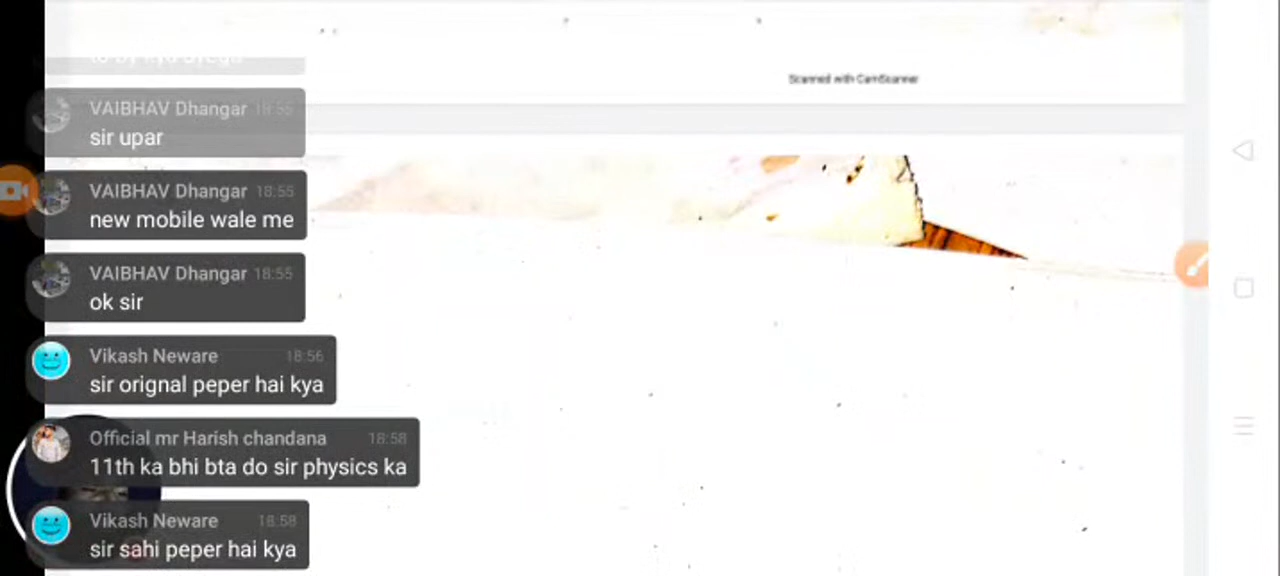 Scanned with CamScanner
VAIBHAV Dhangar 18:55
sir upar
VAIBHAV Dhangar 18:55
new mobile wale me
VAIBHAV Dhangar 18:55
ok sir
Vikash Neware 18:56
sir orignal peper hai kya
Official mr Harish chandana 18:58
11th ka bhi bta do sir physics ka
Vikash Neware 18:58
sir sahi peper hai kya